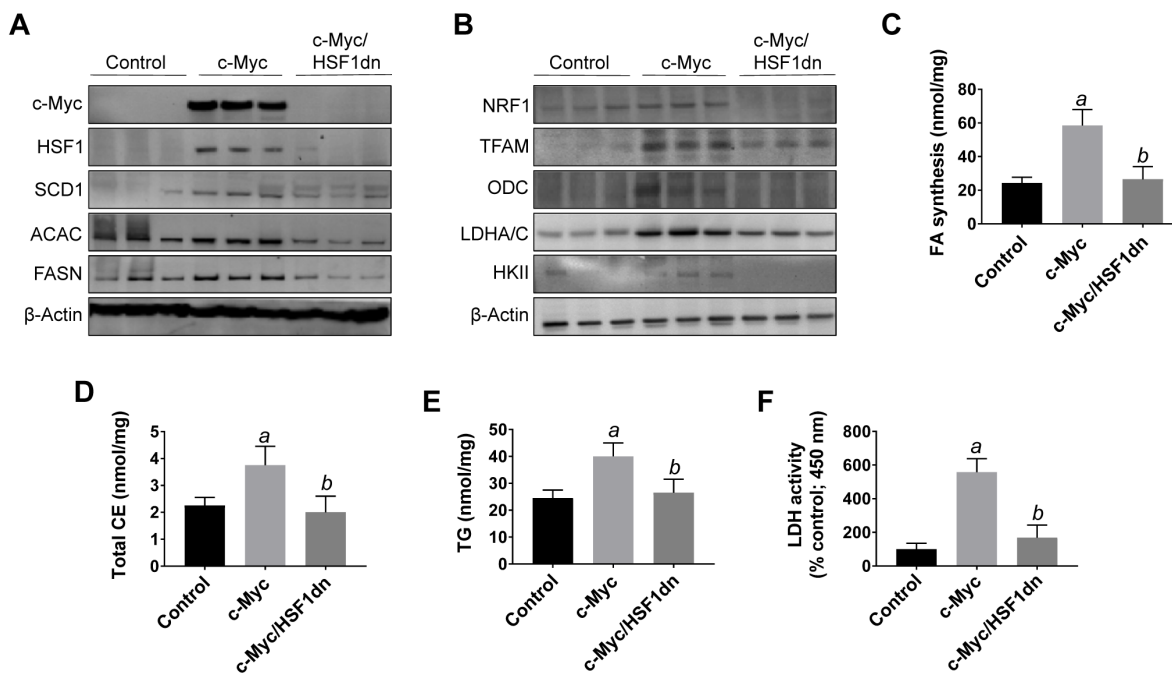 A
Control
c-Myc
c-Myc/
HSF1dn
c-Myc
HSF1
SCD1
ACAC
FASN
β-Actin
B
Control
c-Myc
c-Myc/
HSF1dn
NRF1
TFAM
ODC
LDHA/C
HKII
β-Actin
C
FA synthesis (nmol/mg)
80
60
40
20
0
a
b
Control
c-Myc
c-Myc/HSF1dn
D
Total CE (nmol/mg)
5
4
3
2
1
0
a
b
Control
c-Myc
c-Myc/HSF1dn
E
TG (nmol/mg)
50
40
30
20
10
0
a
b
Control
c-Myc
c-Myc/HSF1dn
F
LDH activity
(% control; 450 nm)
800
600
400
200
0
a
b
Control
c-Myc
c-Myc/HSF1dn